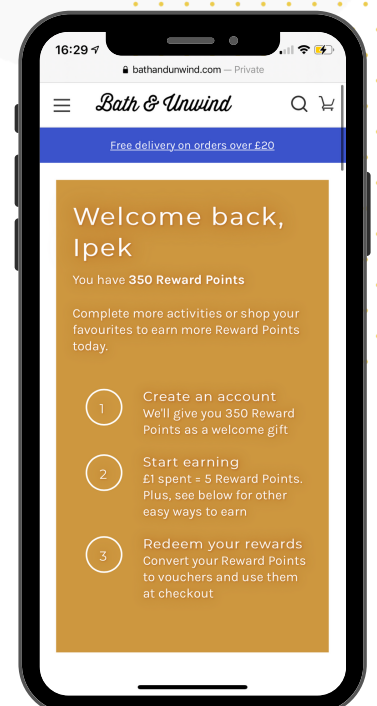 16:29
bathandunwind.com — Private
Bath & Unwind
Free delivery on orders over £20
Welcome back,
Ipek
You have 350 Reward Points
Complete more activities or shop your
favourites to earn more Reward Points
today.
1
Create an account
We'll give you 350 Reward
Points as a welcome gift
2
Start earning
£1 spent = 5 Reward Points.
Plus, see below for other
easy ways to earn
3
Redeem your rewards
Convert your Reward Points
to vouchers and use them
at checkout